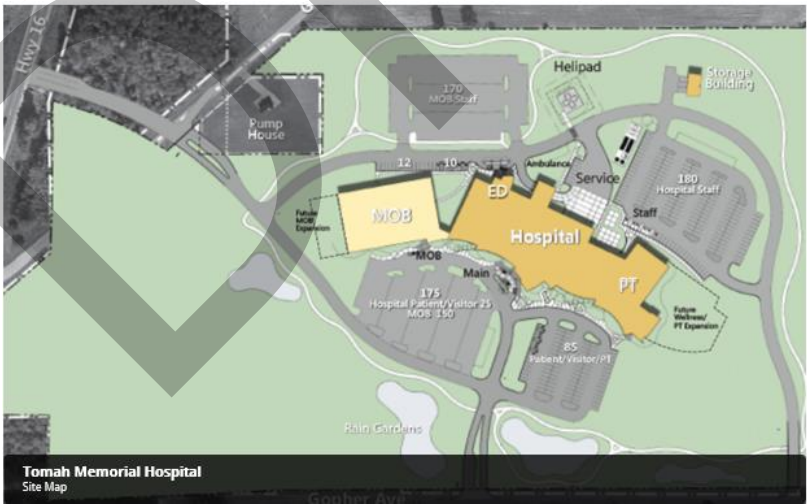 Hwy 16
Pump
House
170
MOB Staff
Helipad
Storage
Building
12
10
Ambulance
ED
Service
180
Hospital Staff
Staff
Future
MOB
Expansion
MOB
Hospital
MOB
Main
PT
175
Hospital Patient/Visitor 25
MOB 150
Future
Wellness/
PT Expansion
85
Patient/Visitor/PT
Rain Gardens
Tomah Memorial Hospital
Site Map
Gopher Ave